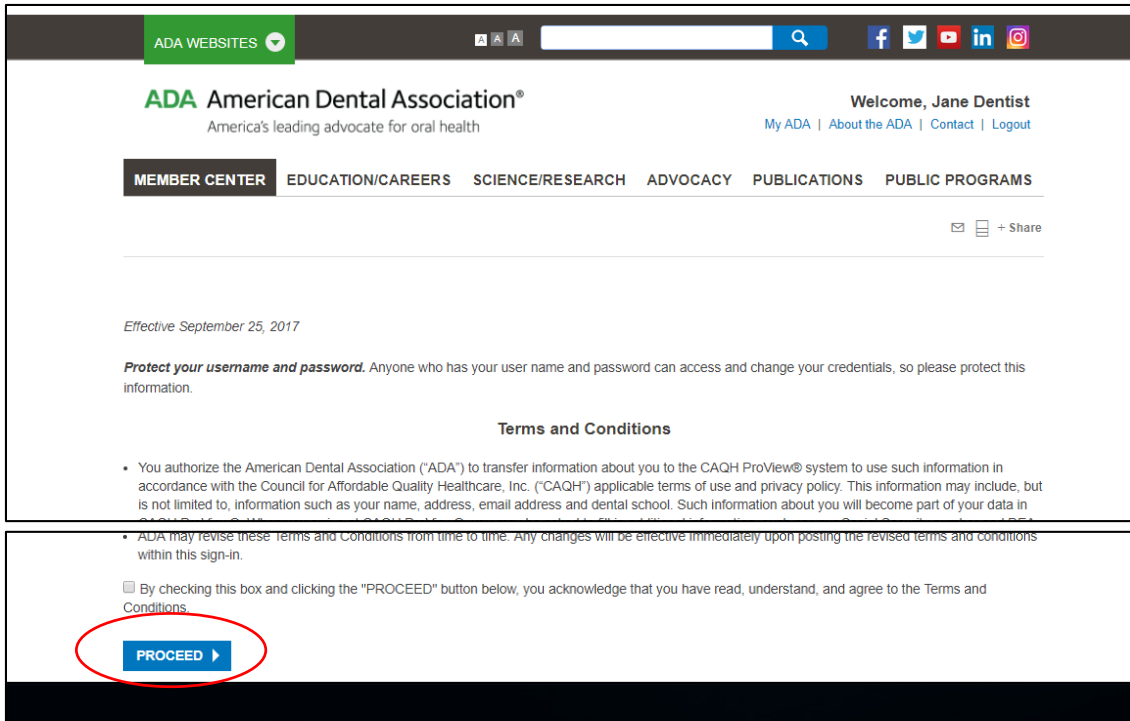 ADA WEBSITES
A A A
ADA American Dental Association®
America's leading advocate for oral health
Welcome, Jane Dentist
My ADA | About the ADA | Contact | Logout
MEMBER CENTER EDUCATION/CAREERS SCIENCE/RESEARCH ADVOCACY PUBLICATIONS PUBLIC PROGRAMS
+ Share
Effective September 25, 2017
Protect your username and password. Anyone who has your user name and password can access and change your credentials, so please protect this
information.
Terms and Conditions
• You authorize the American Dental Association ("ADA") to transfer information about you to the CAQH ProView® system to use such information in
accordance with the Council for Affordable Quality Healthcare, Inc. ("CAQH") applicable terms of use and privacy policy. This information may include, but
is not limited to, information such as your name, address, email address and dental school. Such information about you will become part of your data in
• ADA may revise these Terms and Conditions from time to time. Any changes will be effective immediately upon posting the revised terms and conditions
within this sign-in.
By checking this box and clicking the "PROCEED" button below, you acknowledge that you have read, understand, and agree to the Terms and
Conditions.
PROCEED